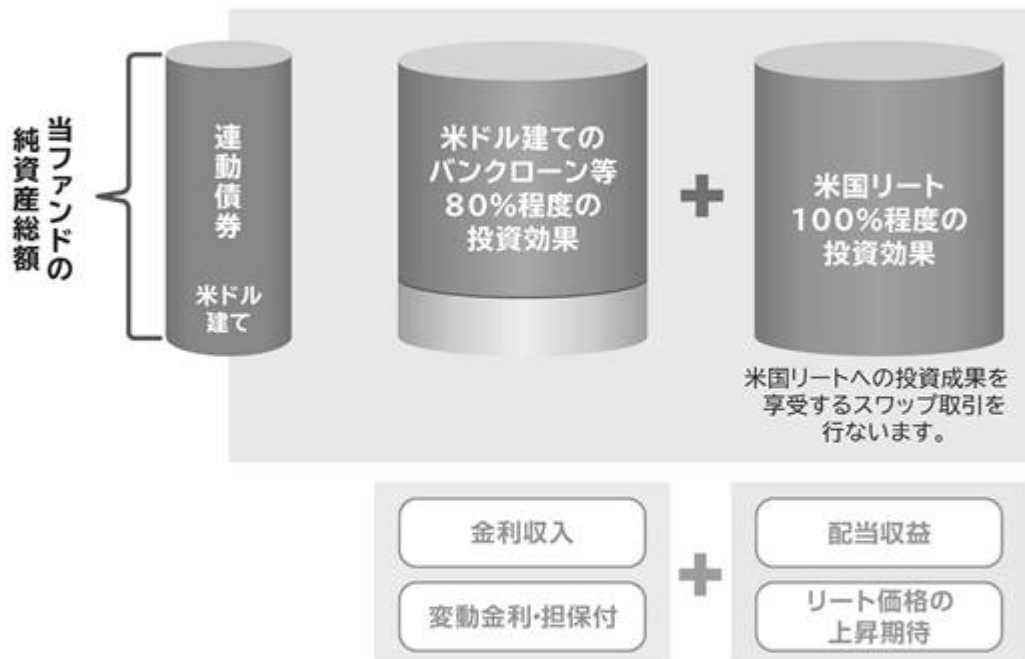 当ファンドの
純資産総額
連動債券
米ドル
建て
米ドル建ての
バンクローン等
80%程度の
投資効果
+
米国リート
100%程度の
投資効果
米国リートへの投資成果を
享受するスワップ取引を
行ないます。
金利収入
変動金利・担保付
+
配当収益
リート価格の
上昇期待